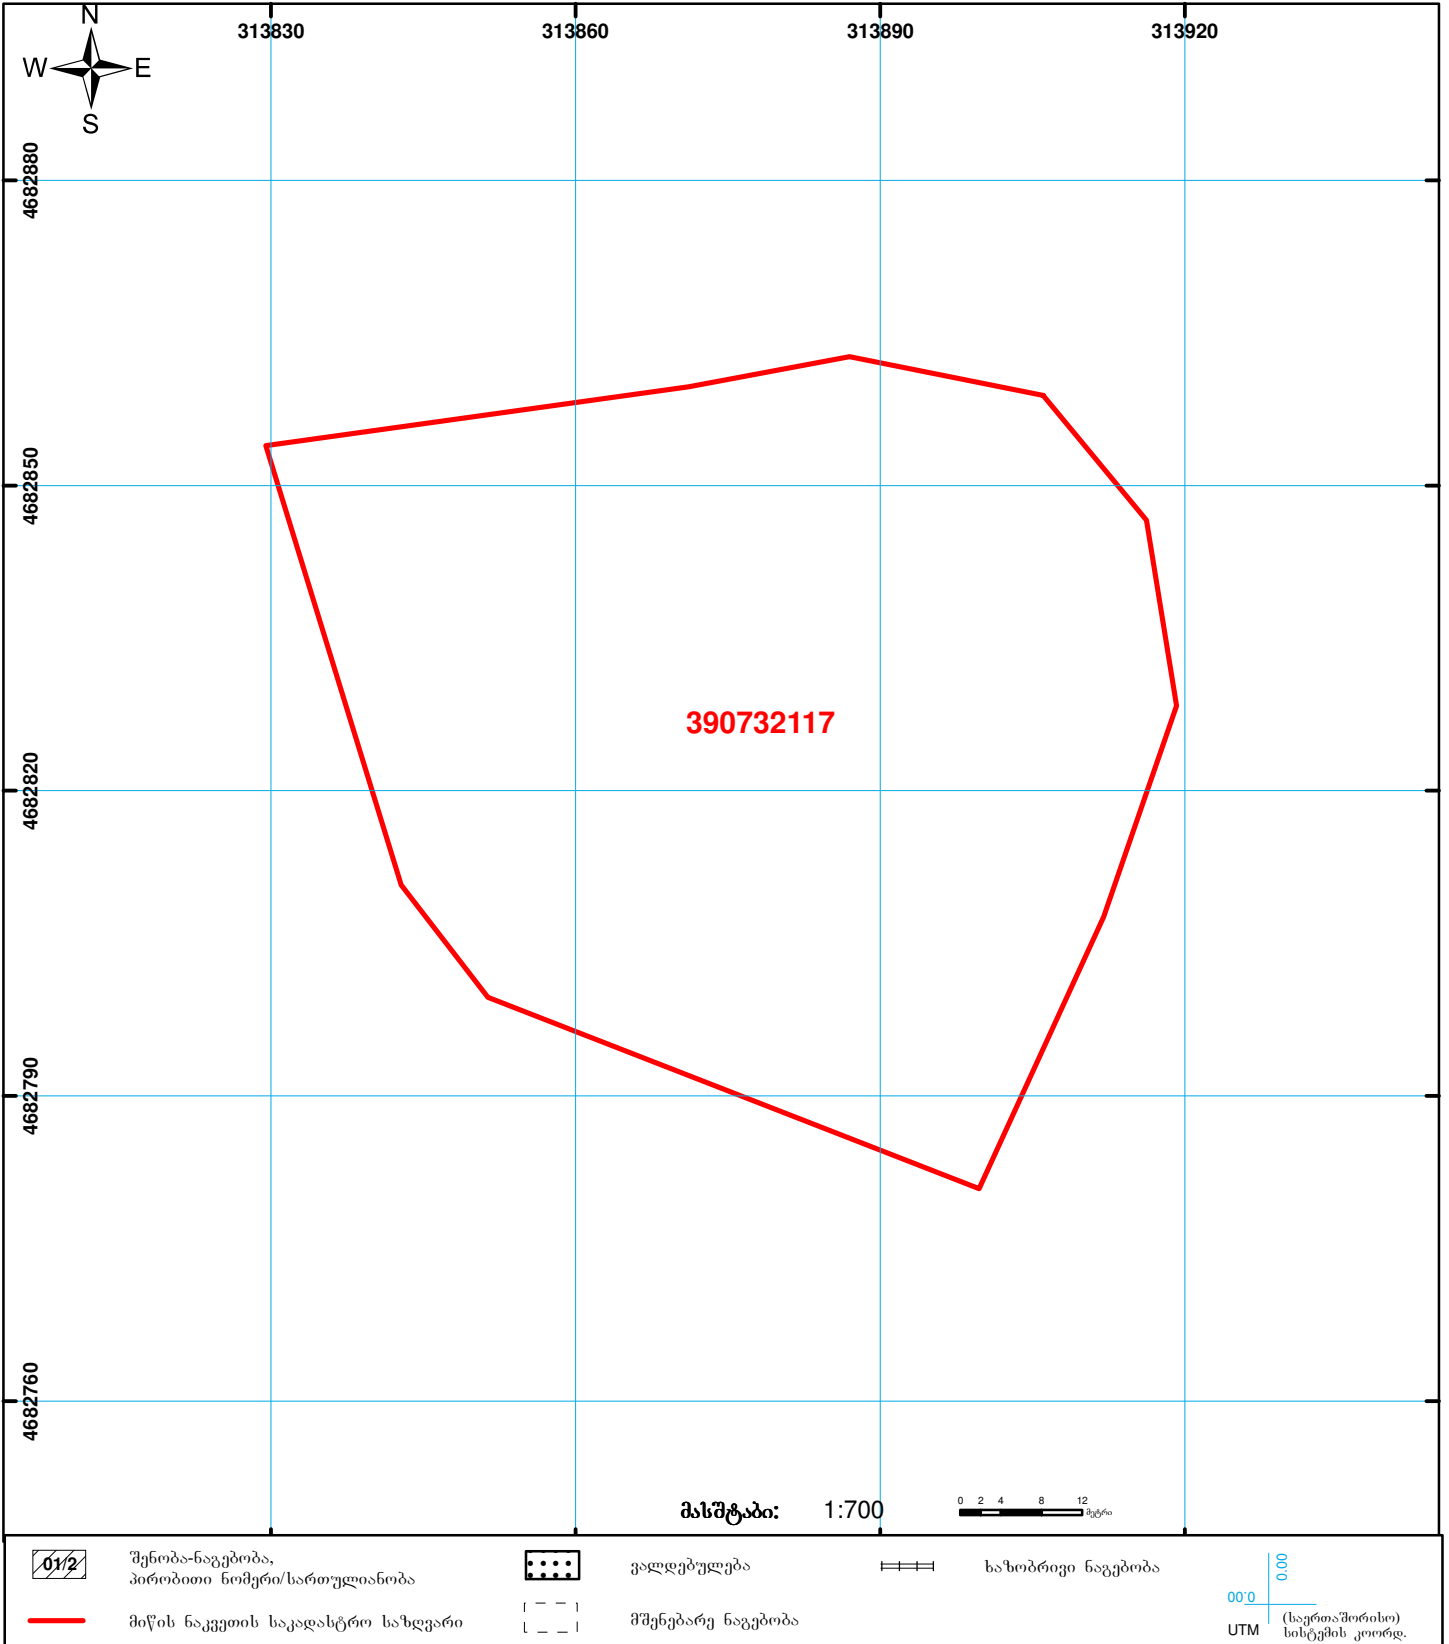 N
W E
S
313830 313860 313890 313920
4682880
4682850
4682820
4682790
4682760
390732117
მასშტაბი: 1:700
0 2 4 8 12
მეტრი
01/2 შენობა-ნაგებობა,
პირობითი ნომერი/სართულიანობა
ვალდებულება
ხაზობრივი ნაგებობა
მიწის ნაკვეთის საკადასტრო საზღვარი
მშენებარე ნაგებობა
00'0
0.00
UTM (საერთაშორისო)
სისტემის კოორდ.